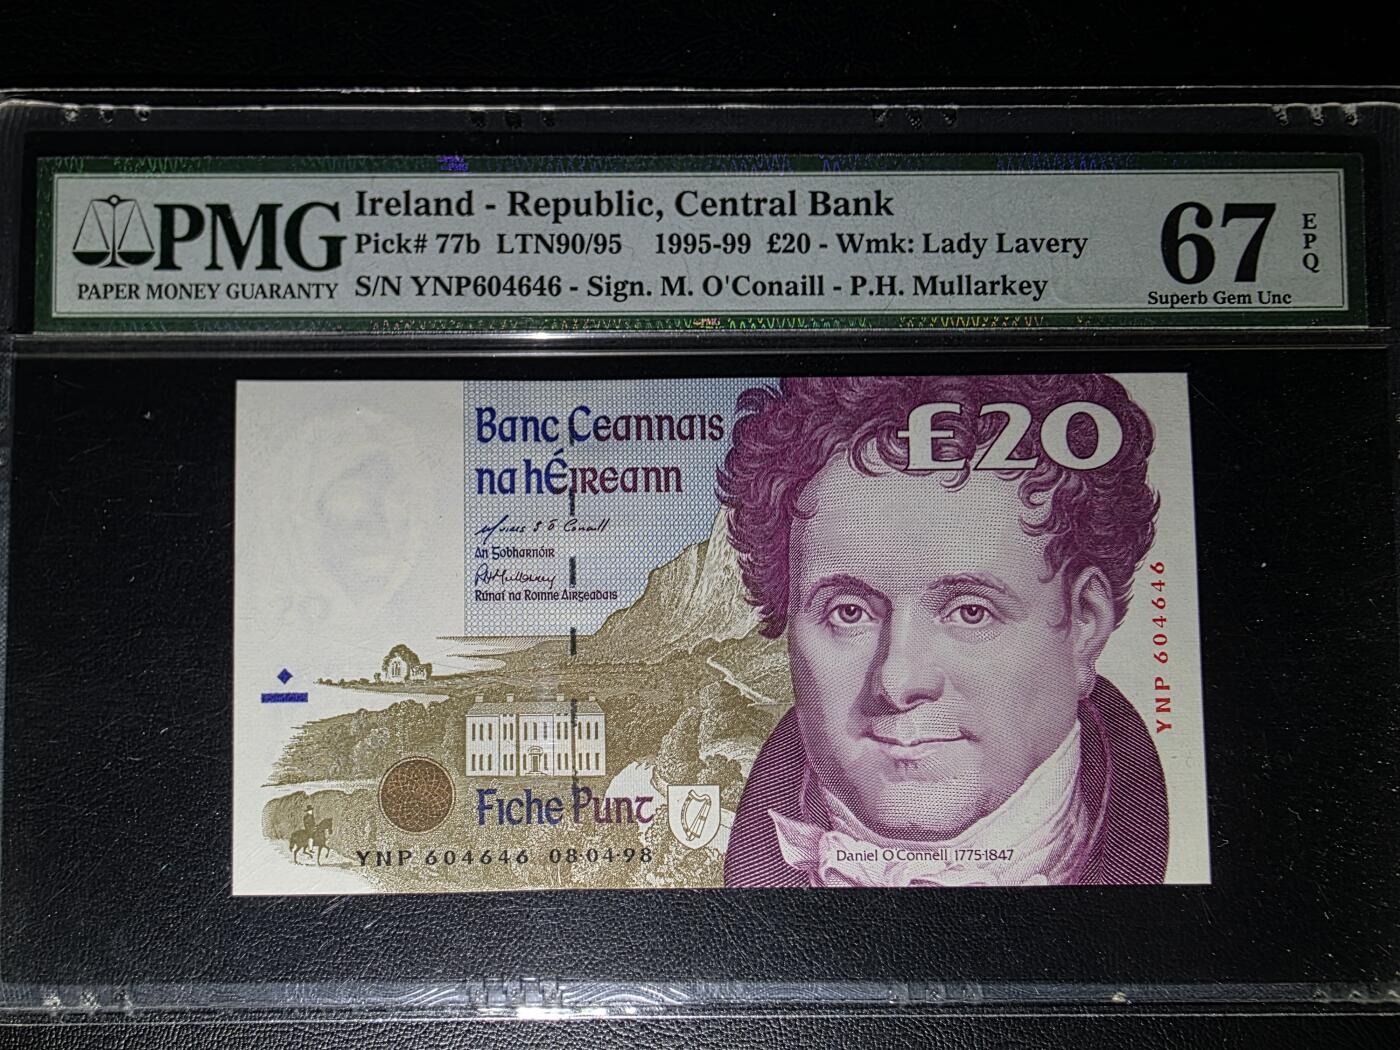 PMG
PAPER MONEY GUARANTY
Ireland - Republic, Central Bank
Pick# 77b LTN90/95 1995-99 £20 - Wmk: Lady Lavery
S/N YNP604646 - Sign. M. O'Conaill - P.H. Mullarkey
67
EPQ
Superb Gem Unc
£20
Banc Ceannais
na hÉireann
An Gobharnóir
PHMullarkey
Rúnaí na Roinne Airgeadais
YNP 604646
Fiche Punt
YNP 604646 08·04·98
Daniel O'Connell 1775-1847